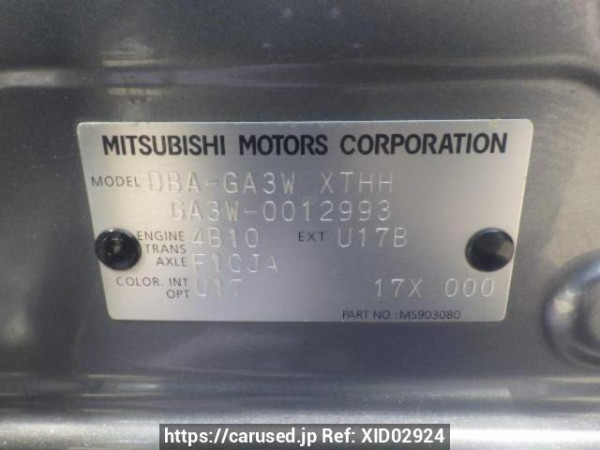 MITSUBISHI MOTORS CORPORATION
MODEL DBA-GA3W XTHH
GA3W-0012993
ENGINE 4B10 EXT U17B
TRANS
AXLE F1CJA
COLOR. INT U17 17X 000
OPT
PART NO.: MS903080
https://carused.jp Ref: XID02924